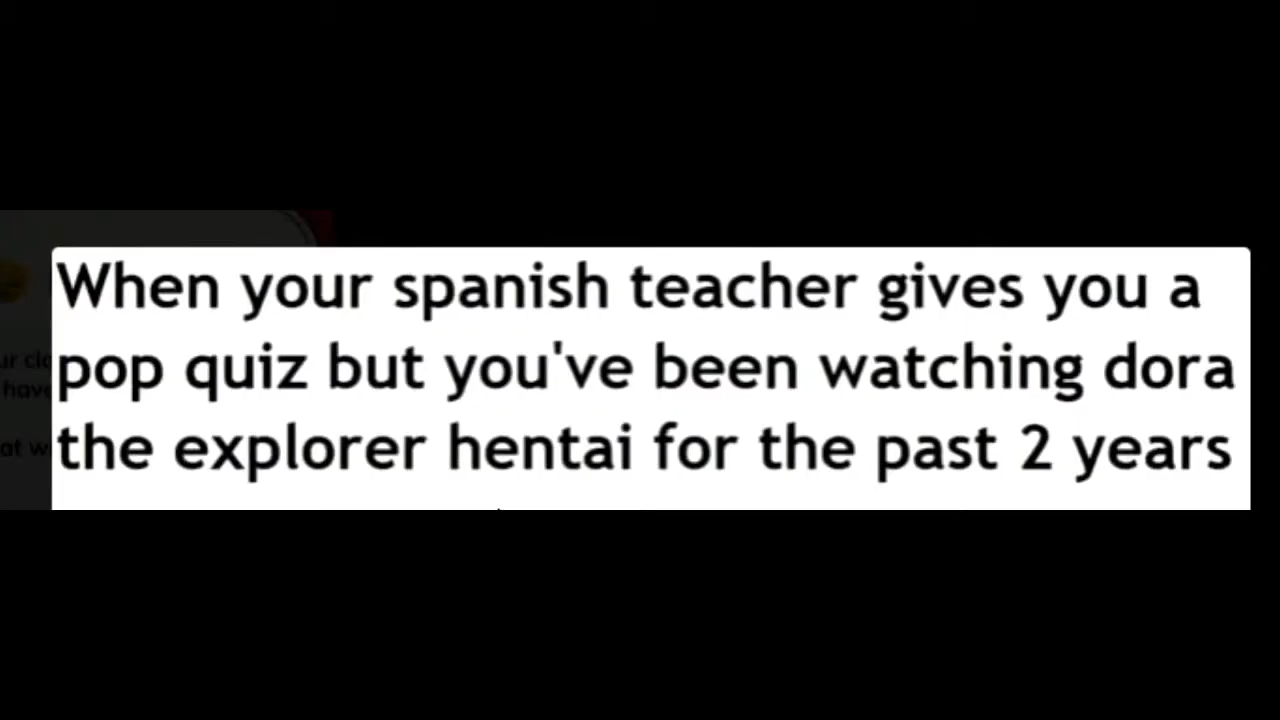 When your spanish teacher gives you a
pop quiz but you've been watching dora
the explorer hentai for the past 2 years
have